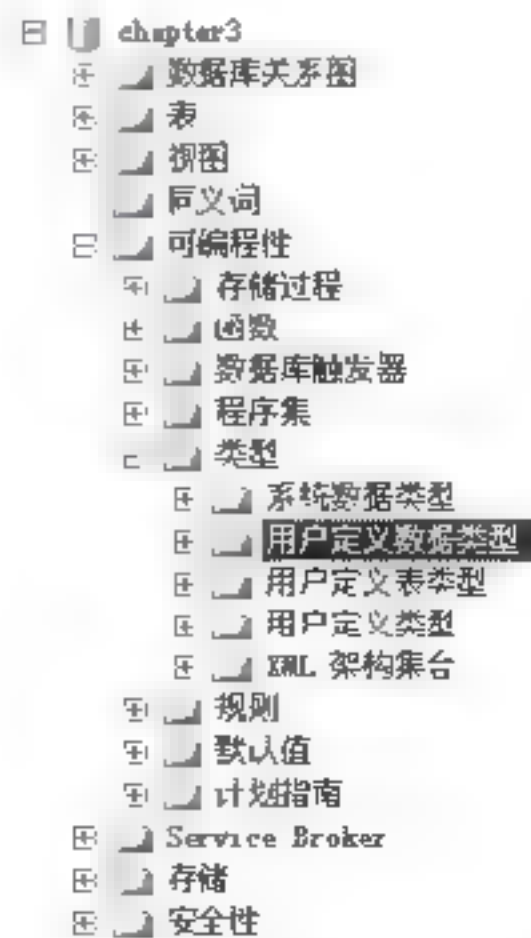 chapter3
数据库关系图
表
视图
同义词
可编程性
存储过程
函数
数据库触发器
程序集
类型
系统数据类型
用户定义数据类型
用户定义表类型
用户定义类型
XML 架构集合
规则
默认值
计划指南
Service Broker
存储
安全性